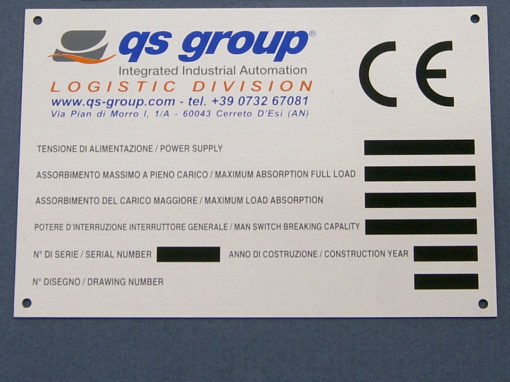 qs group®
Integrated Industrial Automation
LOGISTIC DIVISION
www.qs-group.com - tel. +39 0732 67081
Via Pian di Morro I, 1/A - 60043 Cerreto D'Esi (AN)
CE
TENSIONE DI ALIMENTAZIONE / POWER SUPPLY
ASSORBIMENTO MASSIMO A PIENO CARICO / MAXIMUM ABSORPTION FULL LOAD
ASSORBIMENTO DEL CARICO MAGGIORE / MAXIMUM LOAD ABSORPTION
POTERE D'INTERRUZIONE INTERRUTTORE GENERALE / MAN SWITCH BREAKING CAPALITY
N° DI SERIE / SERIAL NUMBER ANNO DI COSTRUZIONE / CONSTRUCTION YEAR
N° DISEGNO / DRAWING NUMBER